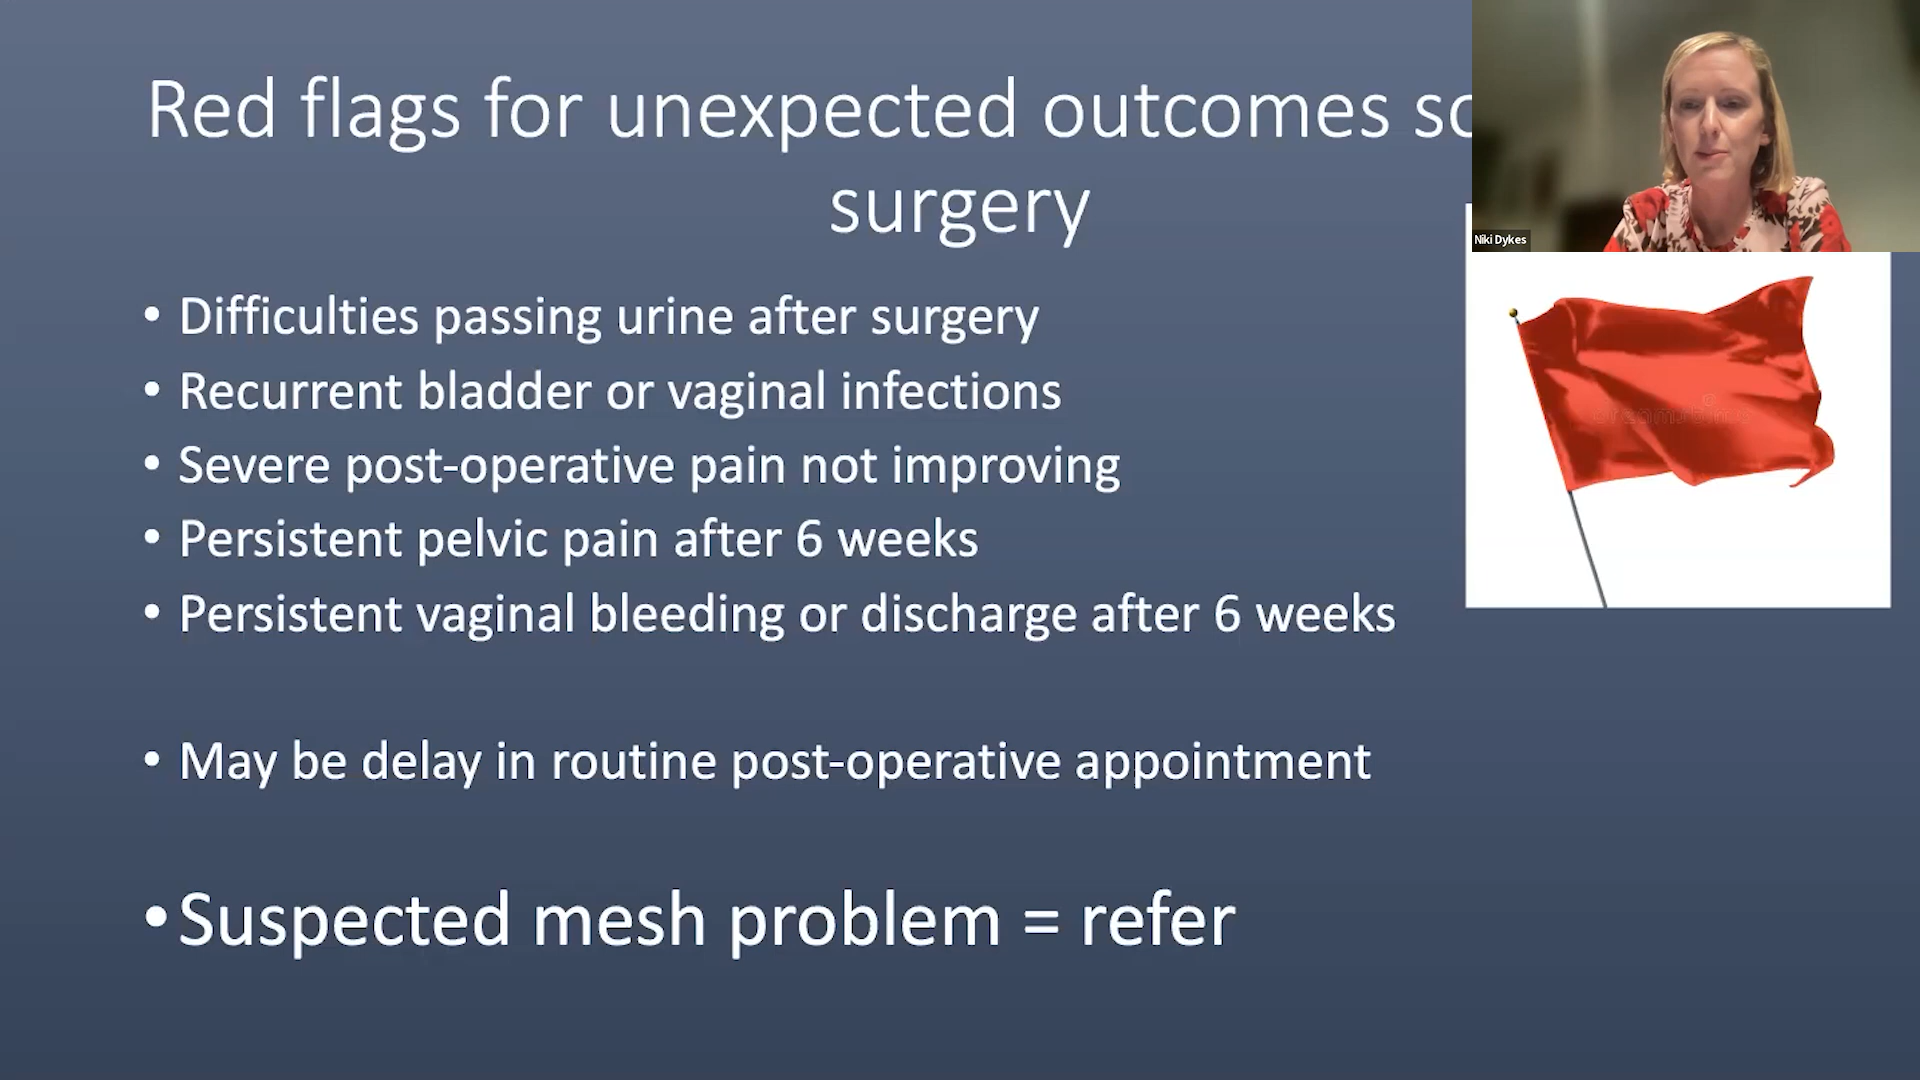 Red flags for unexpected outcomes
surgery
Niki Dykes
• Difficulties passing urine after surgery
• Recurrent bladder or vaginal infections
• Severe post-operative pain not improving
• Persistent pelvic pain after 6 weeks
• Persistent vaginal bleeding or discharge after 6 weeks
• May be delay in routine post-operative appointment
• Suspected mesh problem = refer